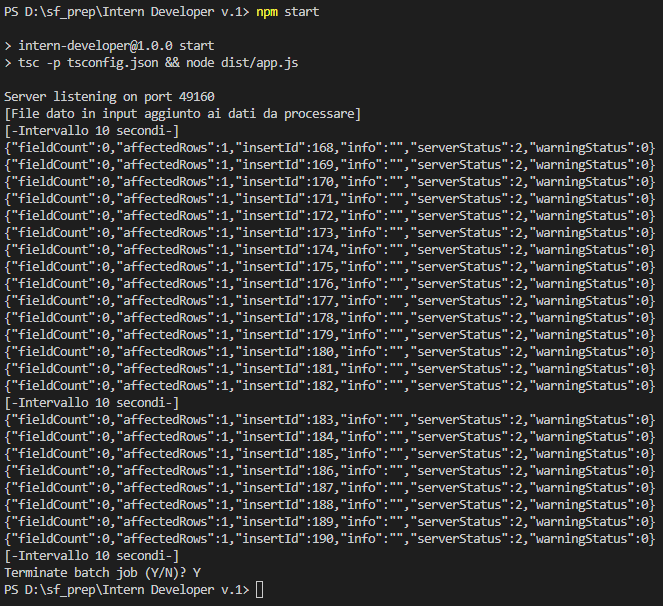 PS D:\sf_prep\Intern Developer v.1> npm start
> intern-developer@1.0.0 start
> tsc -p tsconfig.json && node dist/app.js
Server listening on port 49160
[File dato in input aggiunto ai dati da processare]
[-Intervallo 10 secondi-]
{"fieldCount":0,"affectedRows":1,"insertId":168,"info":"","serverStatus":2,"warningStatus":0}
{"fieldCount":0,"affectedRows":1,"insertId":169,"info":"","serverStatus":2,"warningStatus":0}
{"fieldCount":0,"affectedRows":1,"insertId":170,"info":"","serverStatus":2,"warningStatus":0}
{"fieldCount":0,"affectedRows":1,"insertId":171,"info":"","serverStatus":2,"warningStatus":0}
{"fieldCount":0,"affectedRows":1,"insertId":172,"info":"","serverStatus":2,"warningStatus":0}
{"fieldCount":0,"affectedRows":1,"insertId":173,"info":"","serverStatus":2,"warningStatus":0}
{"fieldCount":0,"affectedRows":1,"insertId":174,"info":"","serverStatus":2,"warningStatus":0}
{"fieldCount":0,"affectedRows":1,"insertId":175,"info":"","serverStatus":2,"warningStatus":0}
{"fieldCount":0,"affectedRows":1,"insertId":176,"info":"","serverStatus":2,"warningStatus":0}
{"fieldCount":0,"affectedRows":1,"insertId":177,"info":"","serverStatus":2,"warningStatus":0}
{"fieldCount":0,"affectedRows":1,"insertId":178,"info":"","serverStatus":2,"warningStatus":0}
{"fieldCount":0,"affectedRows":1,"insertId":179,"info":"","serverStatus":2,"warningStatus":0}
{"fieldCount":0,"affectedRows":1,"insertId":180,"info":"","serverStatus":2,"warningStatus":0}
{"fieldCount":0,"affectedRows":1,"insertId":181,"info":"","serverStatus":2,"warningStatus":0}
{"fieldCount":0,"affectedRows":1,"insertId":182,"info":"","serverStatus":2,"warningStatus":0}
[-Intervallo 10 secondi-]
{"fieldCount":0,"affectedRows":1,"insertId":183,"info":"","serverStatus":2,"warningStatus":0}
{"fieldCount":0,"affectedRows":1,"insertId":184,"info":"","serverStatus":2,"warningStatus":0}
{"fieldCount":0,"affectedRows":1,"insertId":185,"info":"","serverStatus":2,"warningStatus":0}
{"fieldCount":0,"affectedRows":1,"insertId":186,"info":"","serverStatus":2,"warningStatus":0}
{"fieldCount":0,"affectedRows":1,"insertId":187,"info":"","serverStatus":2,"warningStatus":0}
{"fieldCount":0,"affectedRows":1,"insertId":188,"info":"","serverStatus":2,"warningStatus":0}
{"fieldCount":0,"affectedRows":1,"insertId":189,"info":"","serverStatus":2,"warningStatus":0}
{"fieldCount":0,"affectedRows":1,"insertId":190,"info":"","serverStatus":2,"warningStatus":0}
[-Intervallo 10 secondi-]
Terminate batch job (Y/N)? Y
PS D:\sf_prep\Intern Developer v.1>